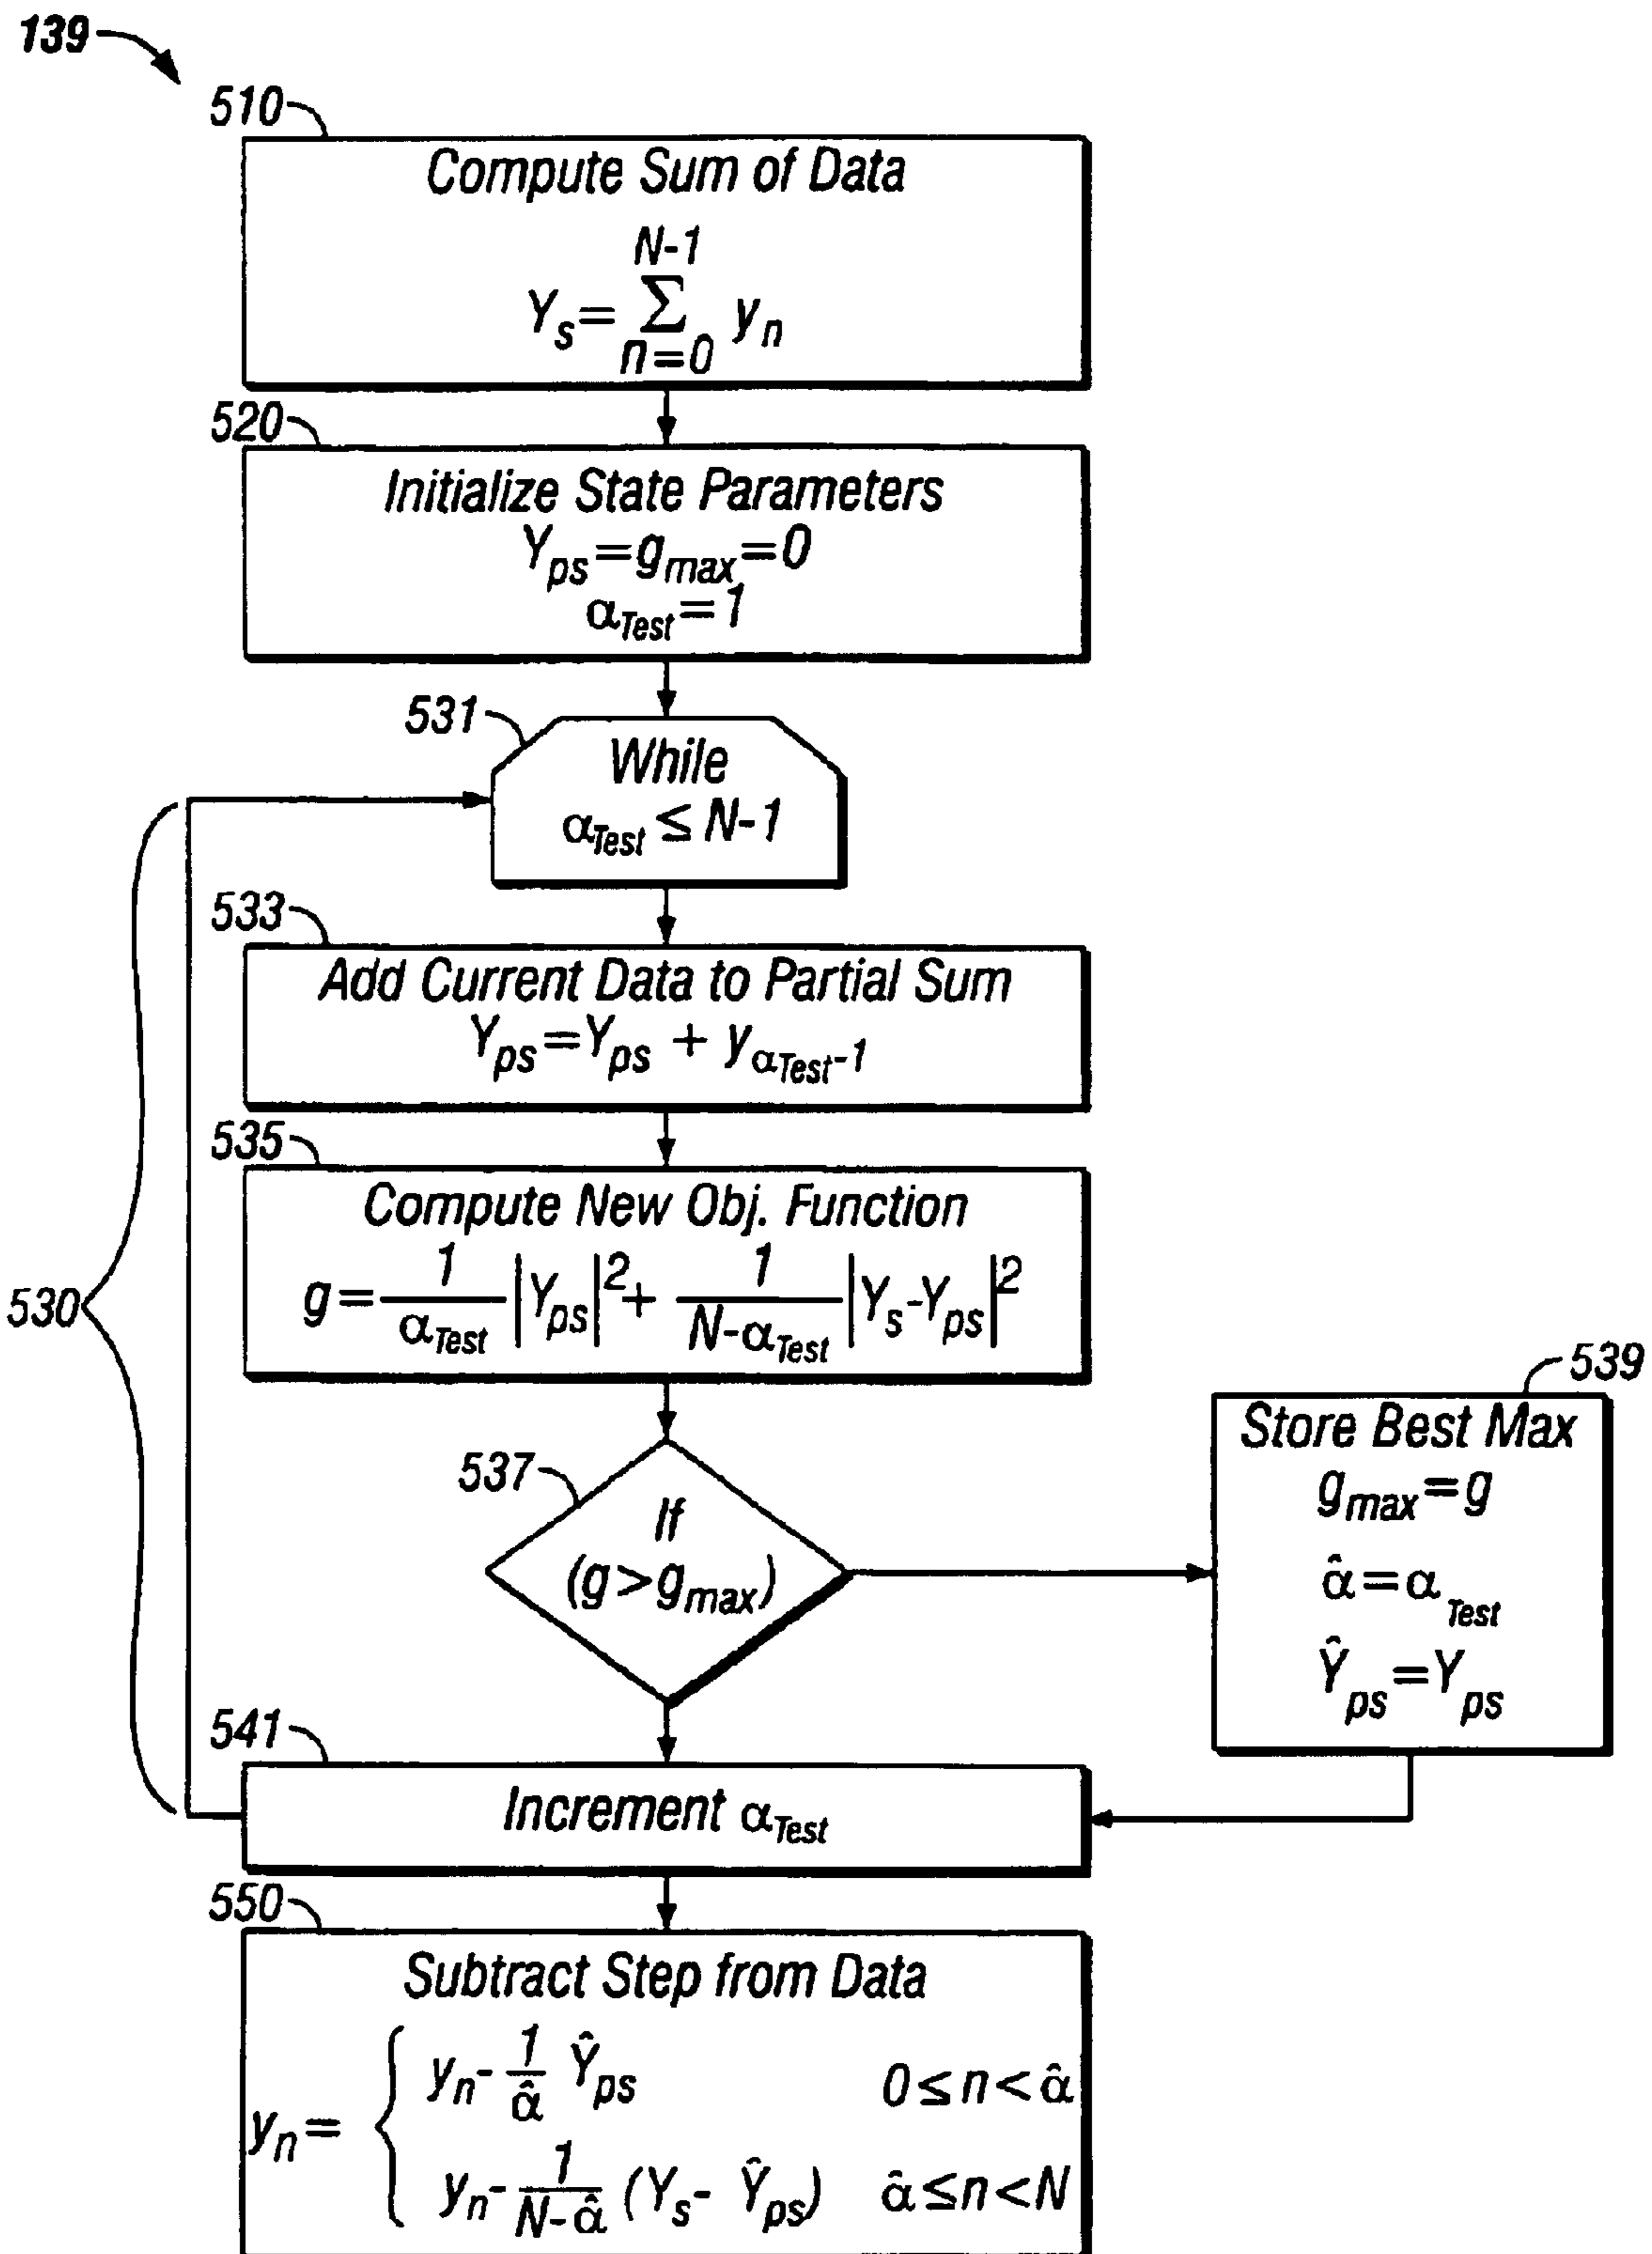 139
510
Compute Sum of Data
N-1
Y_s = Σ y_n
n=0
520
Initialize State Parameters
Y_ps = g_max = 0
α_Test = 1
531
While
α_Test ≤ N-1
533
Add Current Data to Partial Sum
Y_ps = Y_ps + y_{α_Test-1}
535
Compute New Obj. Function
g = 1/α_Test |Y_ps|² + 1/(N-α_Test) |Y_s-Y_ps|²
530
537
If
(g > g_max)
539
Store Best Max
g_max = g
α̂ = α_Test
Ŷ_ps = Y_ps
541
Increment α_Test
550
Subtract Step from Data
y_n = { y_n - 1/α̂ Ŷ_ps 0 ≤ n < α̂
y_n - 1/(N-α̂) (Y_s - Ŷ_ps) α̂ ≤ n < N